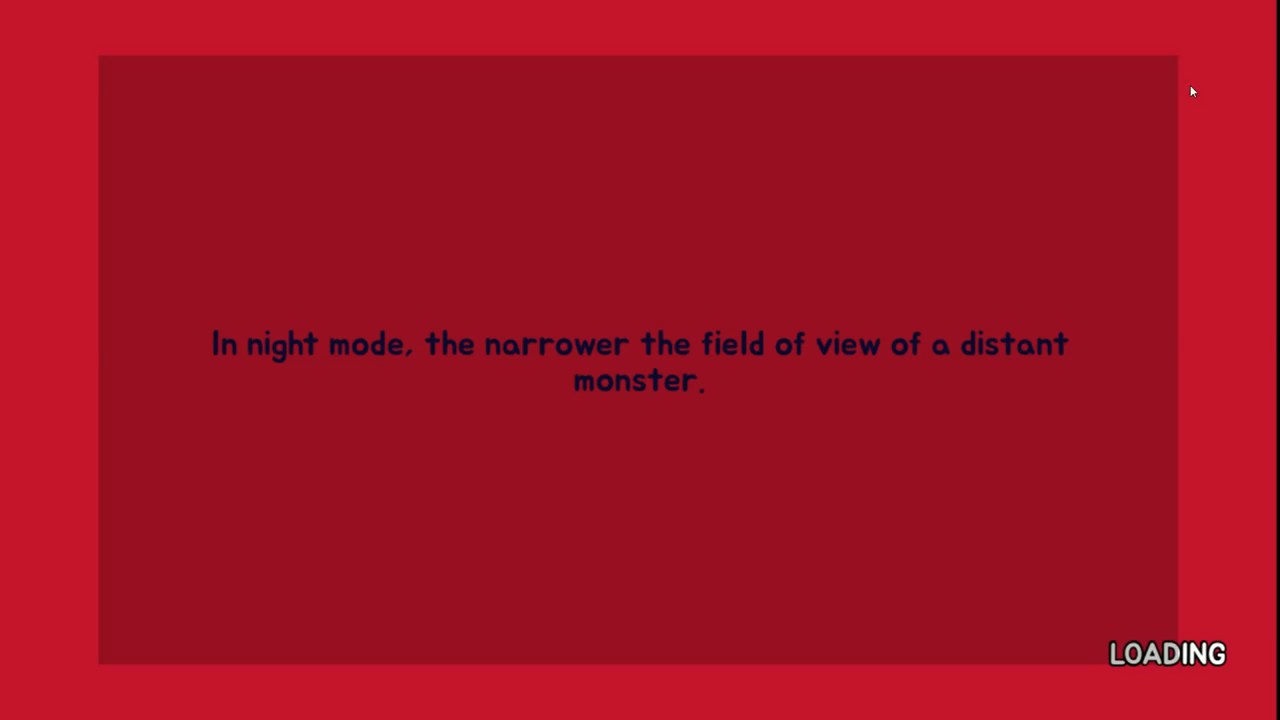 In night mode, the narrower the field of view of a distant
monster.
LOADING